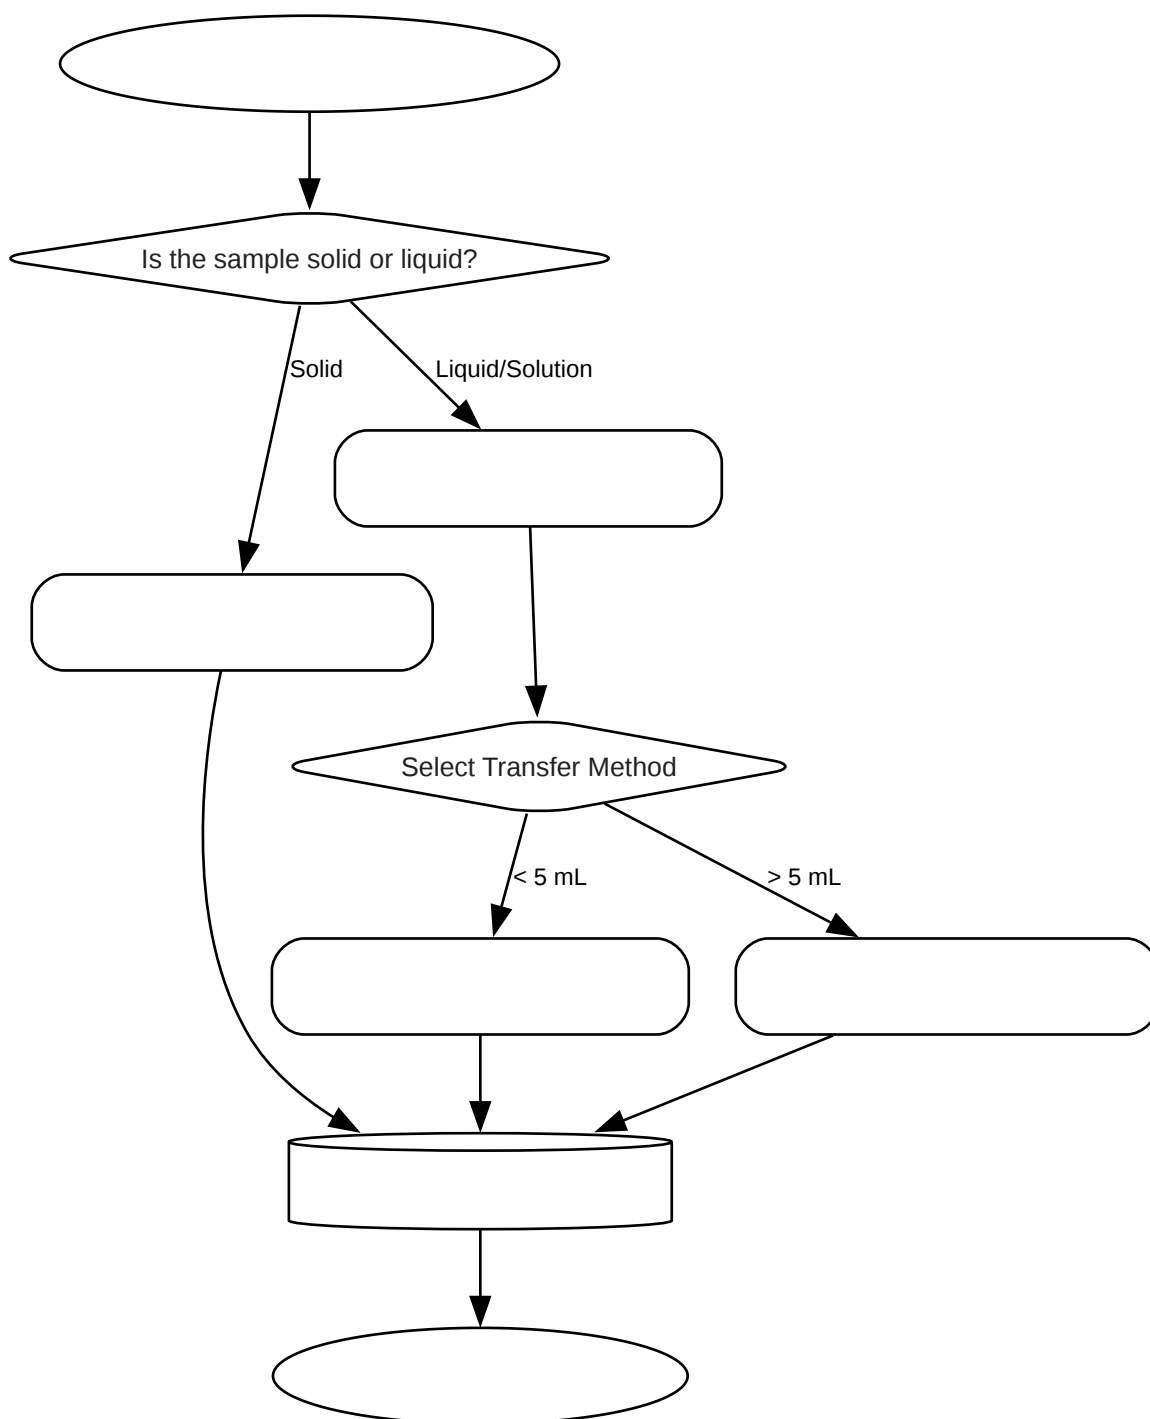 Is the sample solid or liquid?
Solid
Liquid/Solution
Select Transfer Method
< 5 mL
> 5 mL